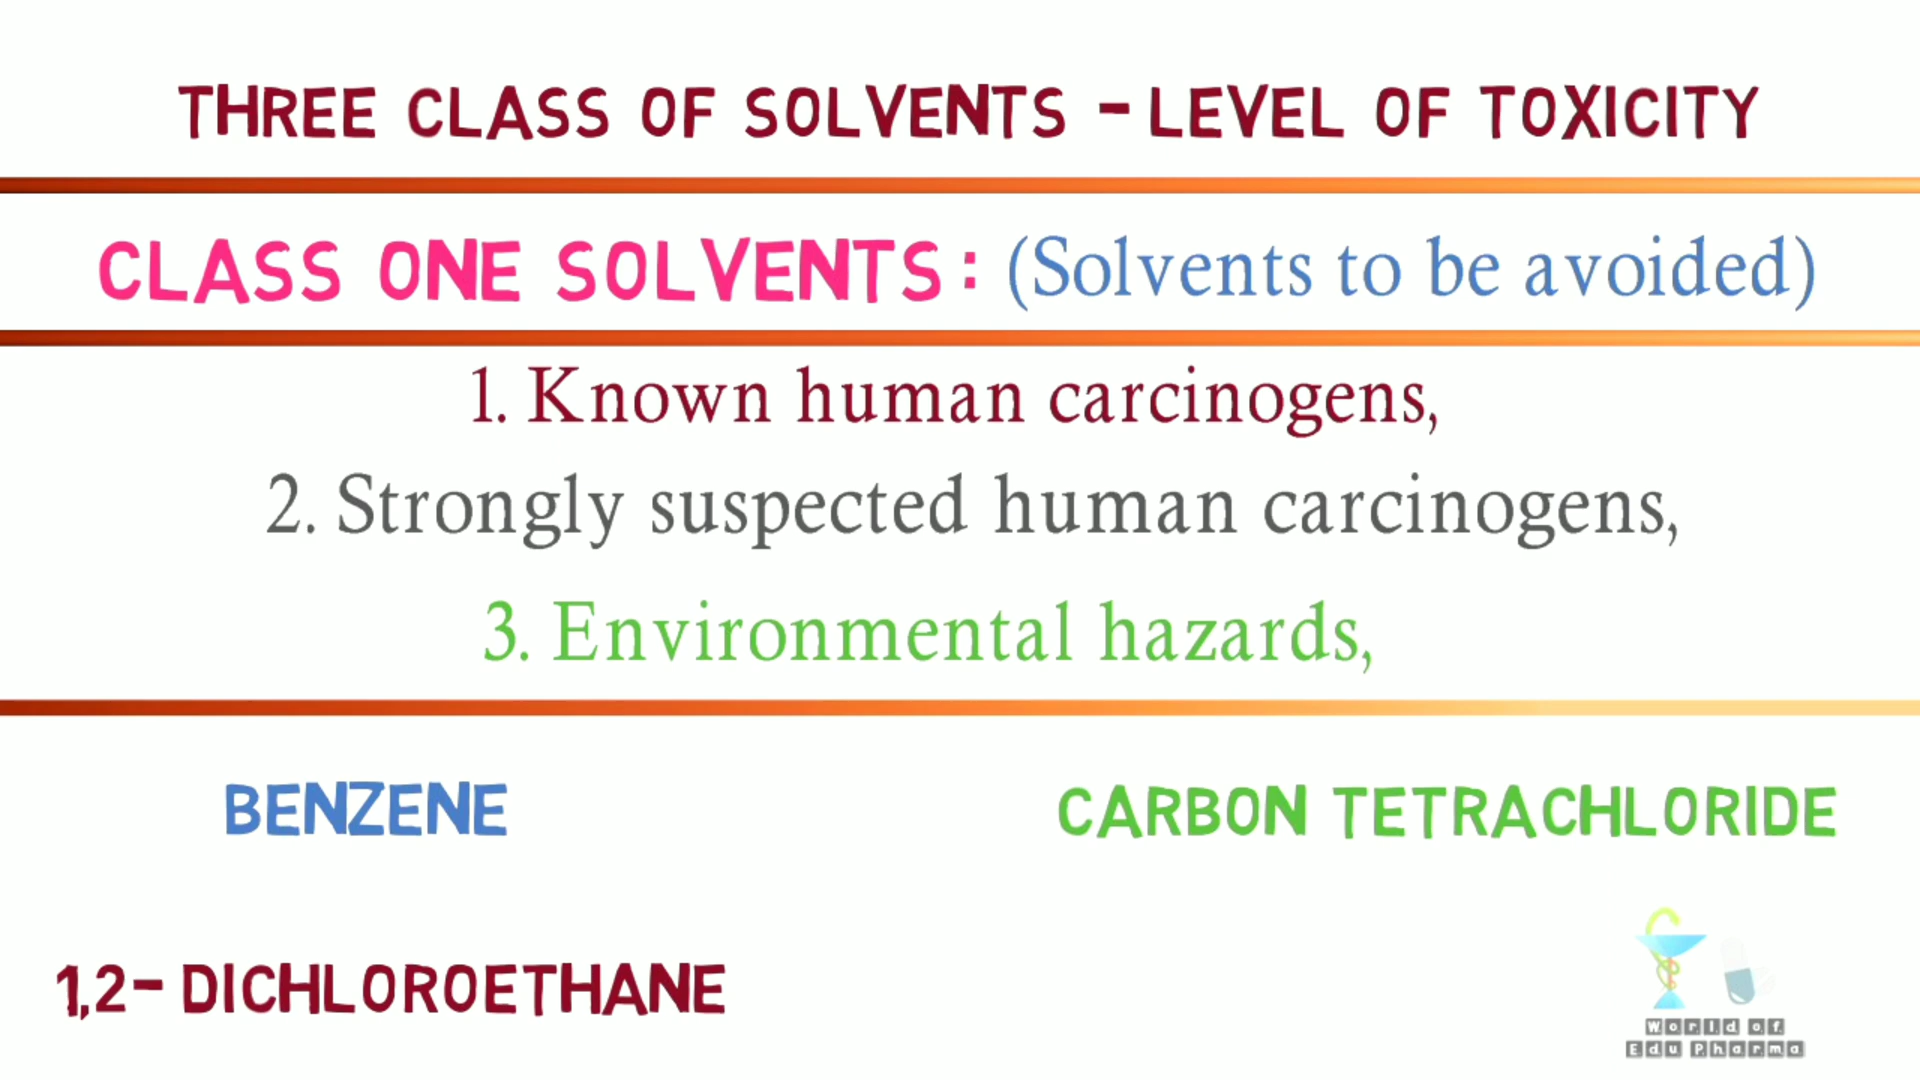 THREE CLASS OF SOLVENTS - LEVEL OF TOXICITY
CLASS ONE SOLVENTS: (Solvents to be avoided)
1. Known human carcinogens,
2. Strongly suspected human carcinogens,
3. Environmental hazards,
BENZENE
CARBON TETRACHLORIDE
1,2- DICHLOROETHANE
World of
Edu Pharma